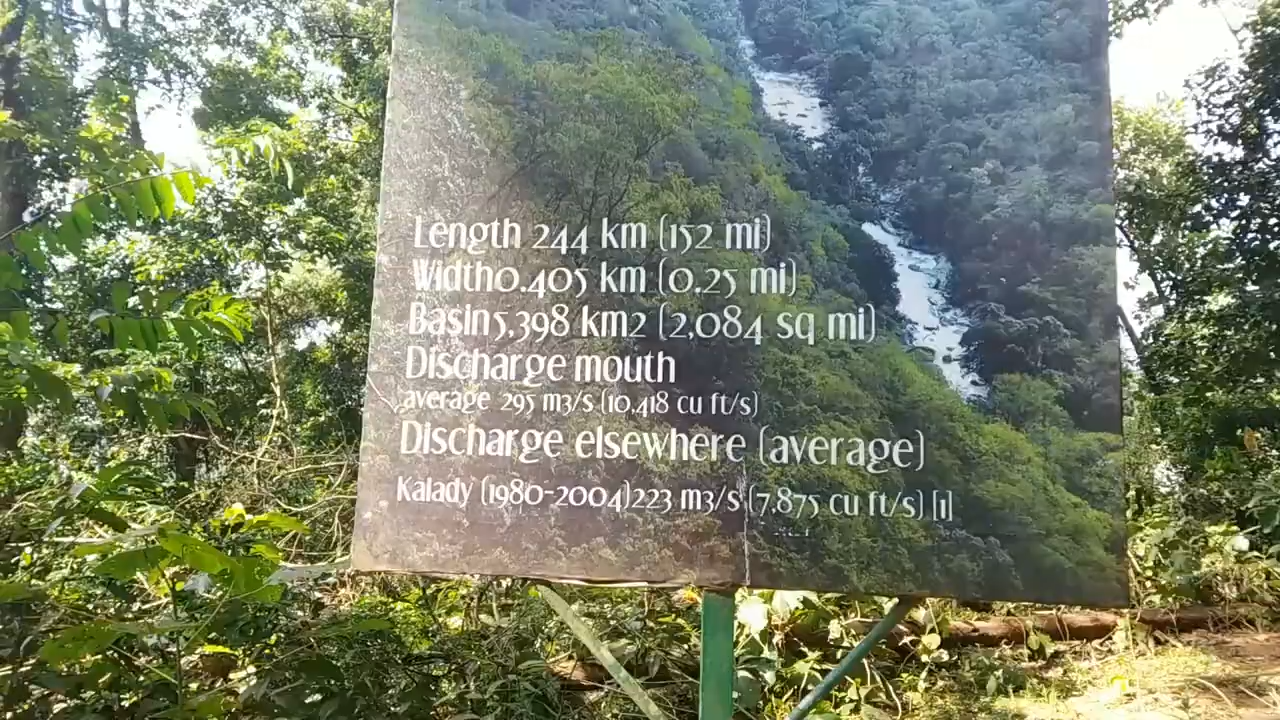 Length 244 km (152 mi)
Width0.405 km (0.25 mi)
Basin5,398 km2 (2,084 sq mi)
Discharge mouth
average 295 m3/s (10,418 cu ft/s)
Discharge elsewhere (average)
Kalady (1980-2004)223 m3/s (7,875 cu ft/s) [1]